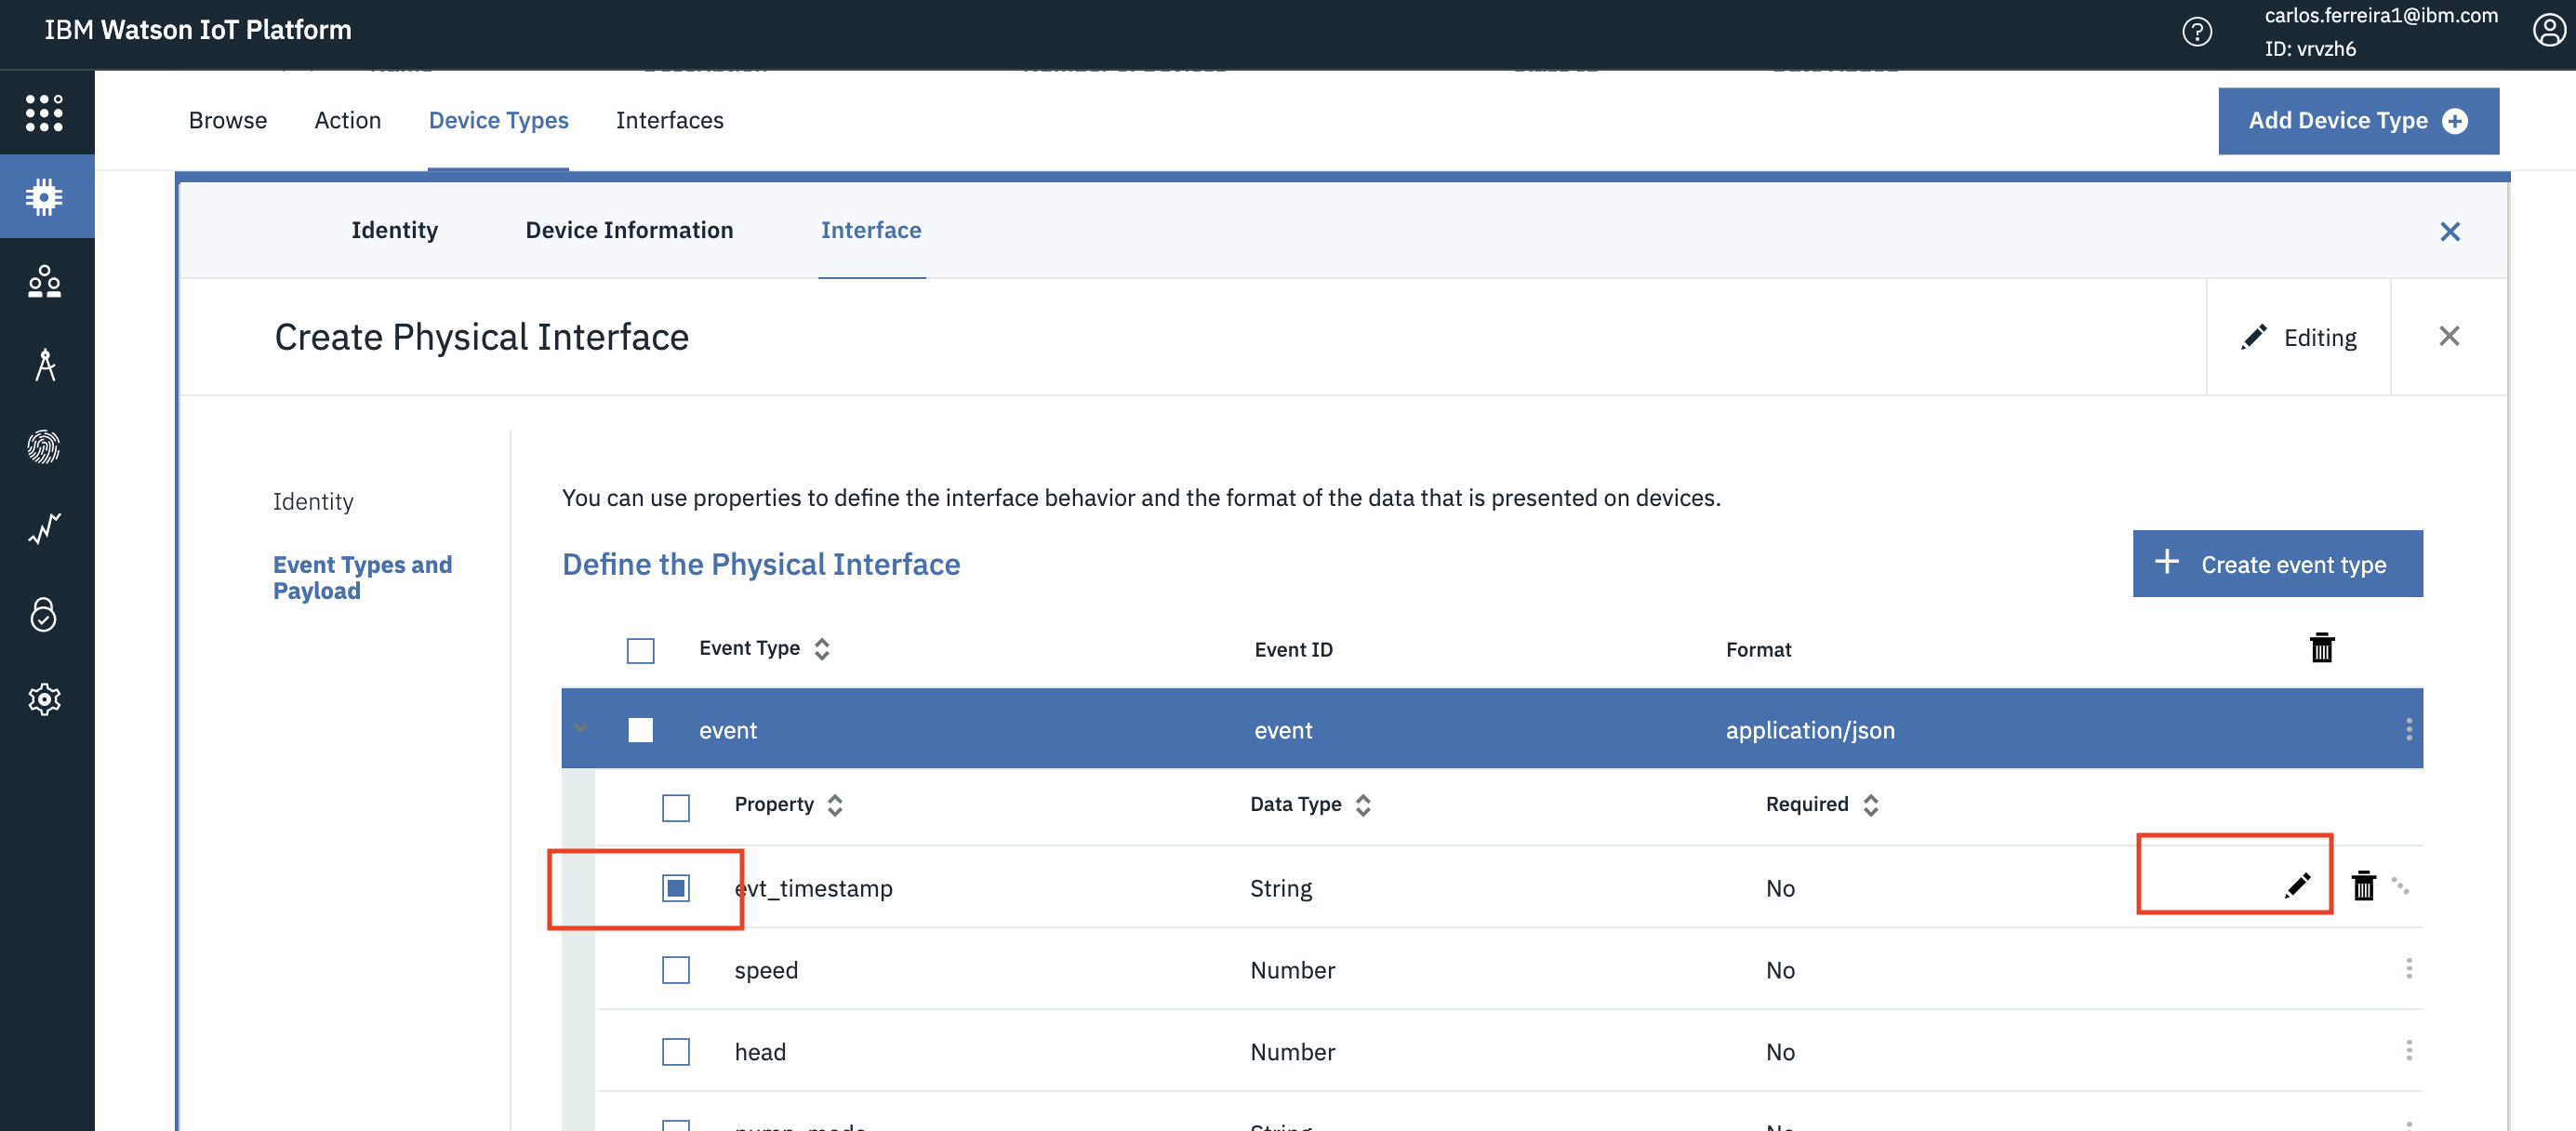 IBM Watson IoT Platform
carlos.ferreira1@ibm.com
ID: vrvzh6
Browse
Action
Device Types
Interfaces
Add Device Type
Identity
Device Information
Interface
Create Physical Interface
Editing
Identity
Event Types and
Payload
You can use properties to define the interface behavior and the format of the data that is presented on devices.
Define the Physical Interface
Create event type
Event Type
Event ID
Format
event
event
application/json
Property
Data Type
Required
evt_timestamp
String
No
speed
Number
No
head
Number
No